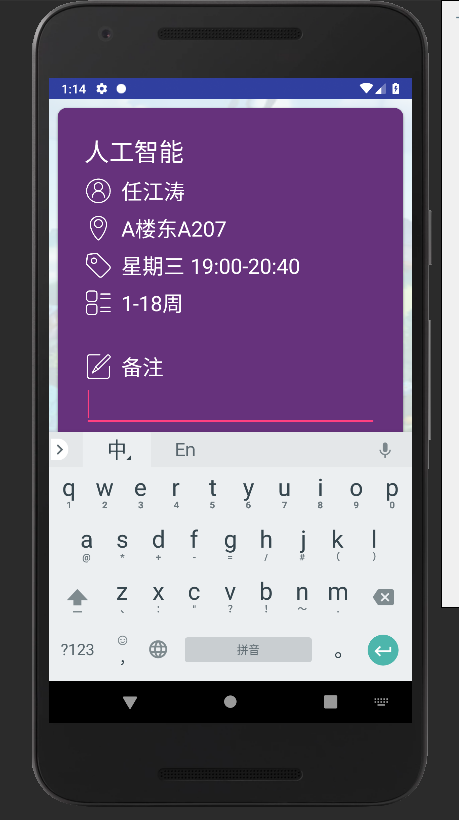 1:14
人工智能
任江涛
A楼东A207
星期三 19:00-20:40
1-18周
备注
中 En
q w e r t y u i o p
1 2 3 4 5 6 7 8 9 0
a s d f g h j k l
@ * + - = / # ( )
z x c v b n m
、 : " ? ! ～ .
?123 , 拼音 。